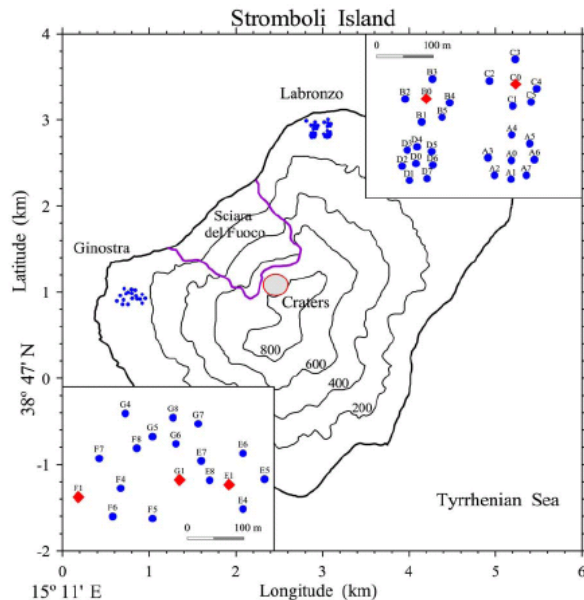 Stromboli Island
4
3
2
1
0
-1
-2
Latitude (km)
38º 47' N
0 100 m
C3
C2
C0
C4
C1
C5
B3
B2
B0
B4
B1
B5
D3
D4
D5
D2
D0
D6
D1
D7
A4
A5
A3
A0
A6
A2
A1
A7
Labronzo
Sciara
del Fuoco
Ginostra
Craters
800
600
400
200
G4
G8
G7
G5
G6
F8
E6
F7
E7
G1
E8
E1
E5
F4
F1
F6
F5
E4
0 100 m
Tyrrhenian Sea
0 1 2 3 4 5 6
15º 11' E
Longitude (km)